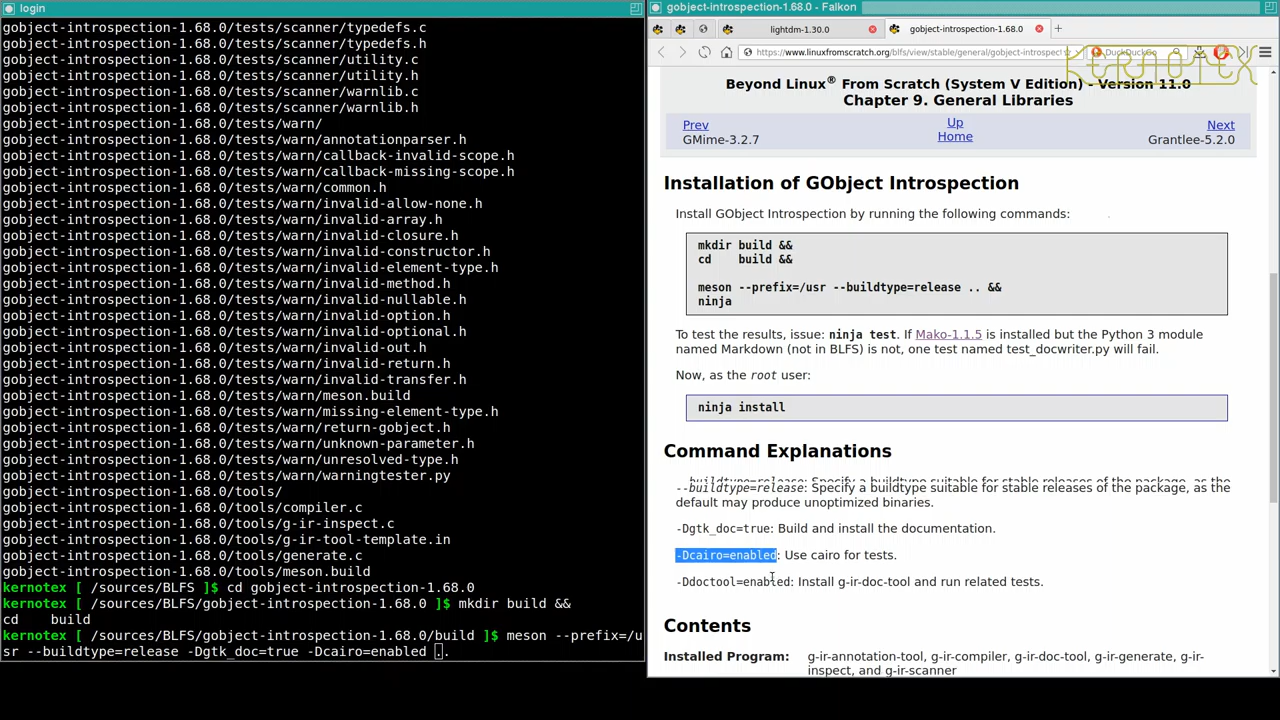 login
gobject-introspection-1.68.0/tests/scanner/typedefs.c
gobject-introspection-1.68.0/tests/scanner/typedefs.h
gobject-introspection-1.68.0/tests/scanner/utility.c
gobject-introspection-1.68.0/tests/scanner/utility.h
gobject-introspection-1.68.0/tests/scanner/warnlib.c
gobject-introspection-1.68.0/tests/scanner/warnlib.h
gobject-introspection-1.68.0/tests/warn/
gobject-introspection-1.68.0/tests/warn/annotationparser.h
gobject-introspection-1.68.0/tests/warn/callback-invalid-scope.h
gobject-introspection-1.68.0/tests/warn/callback-missing-scope.h
gobject-introspection-1.68.0/tests/warn/common.h
gobject-introspection-1.68.0/tests/warn/invalid-allow-none.h
gobject-introspection-1.68.0/tests/warn/invalid-array.h
gobject-introspection-1.68.0/tests/warn/invalid-closure.h
gobject-introspection-1.68.0/tests/warn/invalid-constructor.h
gobject-introspection-1.68.0/tests/warn/invalid-element-type.h
gobject-introspection-1.68.0/tests/warn/invalid-method.h
gobject-introspection-1.68.0/tests/warn/invalid-nullable.h
gobject-introspection-1.68.0/tests/warn/invalid-option.h
gobject-introspection-1.68.0/tests/warn/invalid-optional.h
gobject-introspection-1.68.0/tests/warn/invalid-out.h
gobject-introspection-1.68.0/tests/warn/invalid-return.h
gobject-introspection-1.68.0/tests/warn/invalid-transfer.h
gobject-introspection-1.68.0/tests/warn/meson.build
gobject-introspection-1.68.0/tests/warn/missing-element-type.h
gobject-introspection-1.68.0/tests/warn/return-gobject.h
gobject-introspection-1.68.0/tests/warn/unknown-parameter.h
gobject-introspection-1.68.0/tests/warn/unresolved-type.h
gobject-introspection-1.68.0/tests/warn/warningtester.py
gobject-introspection-1.68.0/tools/
gobject-introspection-1.68.0/tools/compiler.c
gobject-introspection-1.68.0/tools/g-ir-inspect.c
gobject-introspection-1.68.0/tools/g-ir-tool-template.in
gobject-introspection-1.68.0/tools/generate.c
gobject-introspection-1.68.0/tools/meson.build
kernotex [ /sources/BLFS ]$ cd gobject-introspection-1.68.0
kernotex [ /sources/BLFS/gobject-introspection-1.68.0 ]$ mkdir build &&
cd    build
kernotex [ /sources/BLFS/gobject-introspection-1.68.0/build ]$ meson --prefix=/u
sr --buildtype=release -Dgtk_doc=true -Dcairo=enabled ..
gobject-introspection-1.68.0 - Falkon
lightdm-1.30.0
gobject-introspection-1.68.0
https://www.linuxfromscratch.org/blfs/view/stable/general/gobject-introspect
DuckDuckGo
KERNOTEX
Beyond Linux® From Scratch (System V Edition) - Version 11.0
Chapter 9. General Libraries
Prev
GMime-3.2.7
Up
Home
Next
Grantlee-5.2.0
Installation of GObject Introspection
Install GObject Introspection by running the following commands:
mkdir build &&
cd    build &&
meson --prefix=/usr --buildtype=release .. &&
ninja
To test the results, issue: ninja test. If Mako-1.1.5 is installed but the Python 3 module
named Markdown (not in BLFS) is not, one test named test_docwriter.py will fail.
Now, as the root user:
ninja install
Command Explanations
--buildtype=release: Specify a buildtype suitable for stable releases of the package, as the
default may produce unoptimized binaries.
-Dgtk_doc=true: Build and install the documentation.
-Dcairo=enabled: Use cairo for tests.
-Ddoctool=enabled: Install g-ir-doc-tool and run related tests.
Contents
Installed Program: g-ir-annotation-tool, g-ir-compiler, g-ir-doc-tool, g-ir-generate, g-ir-
inspect, and g-ir-scanner